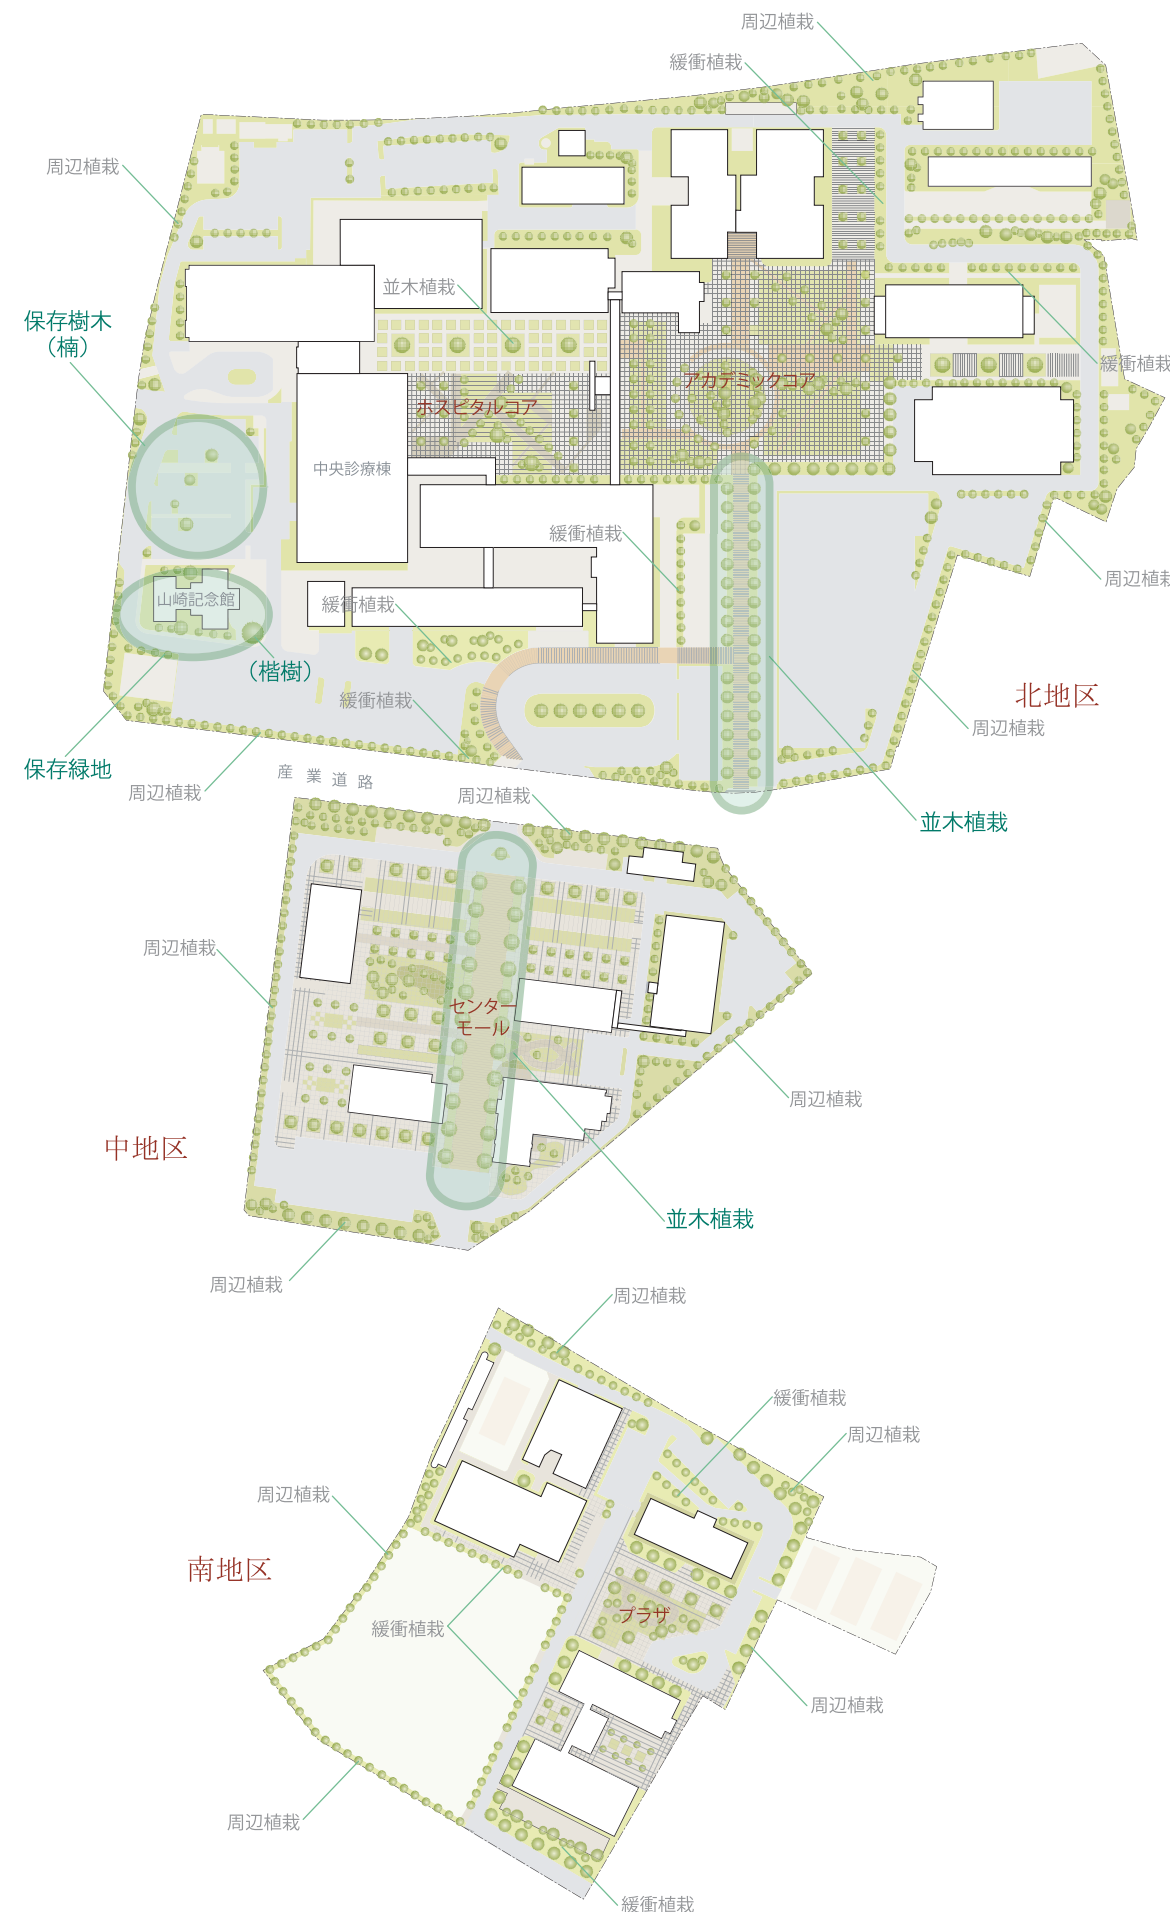 周辺植栽
緩衝植栽
周辺植栽
並木植栽
保存樹木
（楠）
緩衝植栽
アカデミックコア
ホスピタルコア
中央診療棟
緩衝植栽
周辺植栽
山崎記念館
緩衝植栽
（楷樹）
北地区
緩衝植栽
周辺植栽
保存緑地
産業道路
周辺植栽
周辺植栽
並木植栽
周辺植栽
センター
モール
周辺植栽
中地区
並木植栽
周辺植栽
周辺植栽
緩衝植栽
周辺植栽
周辺植栽
南地区
プラザ
緩衝植栽
周辺植栽
周辺植栽
緩衝植栽